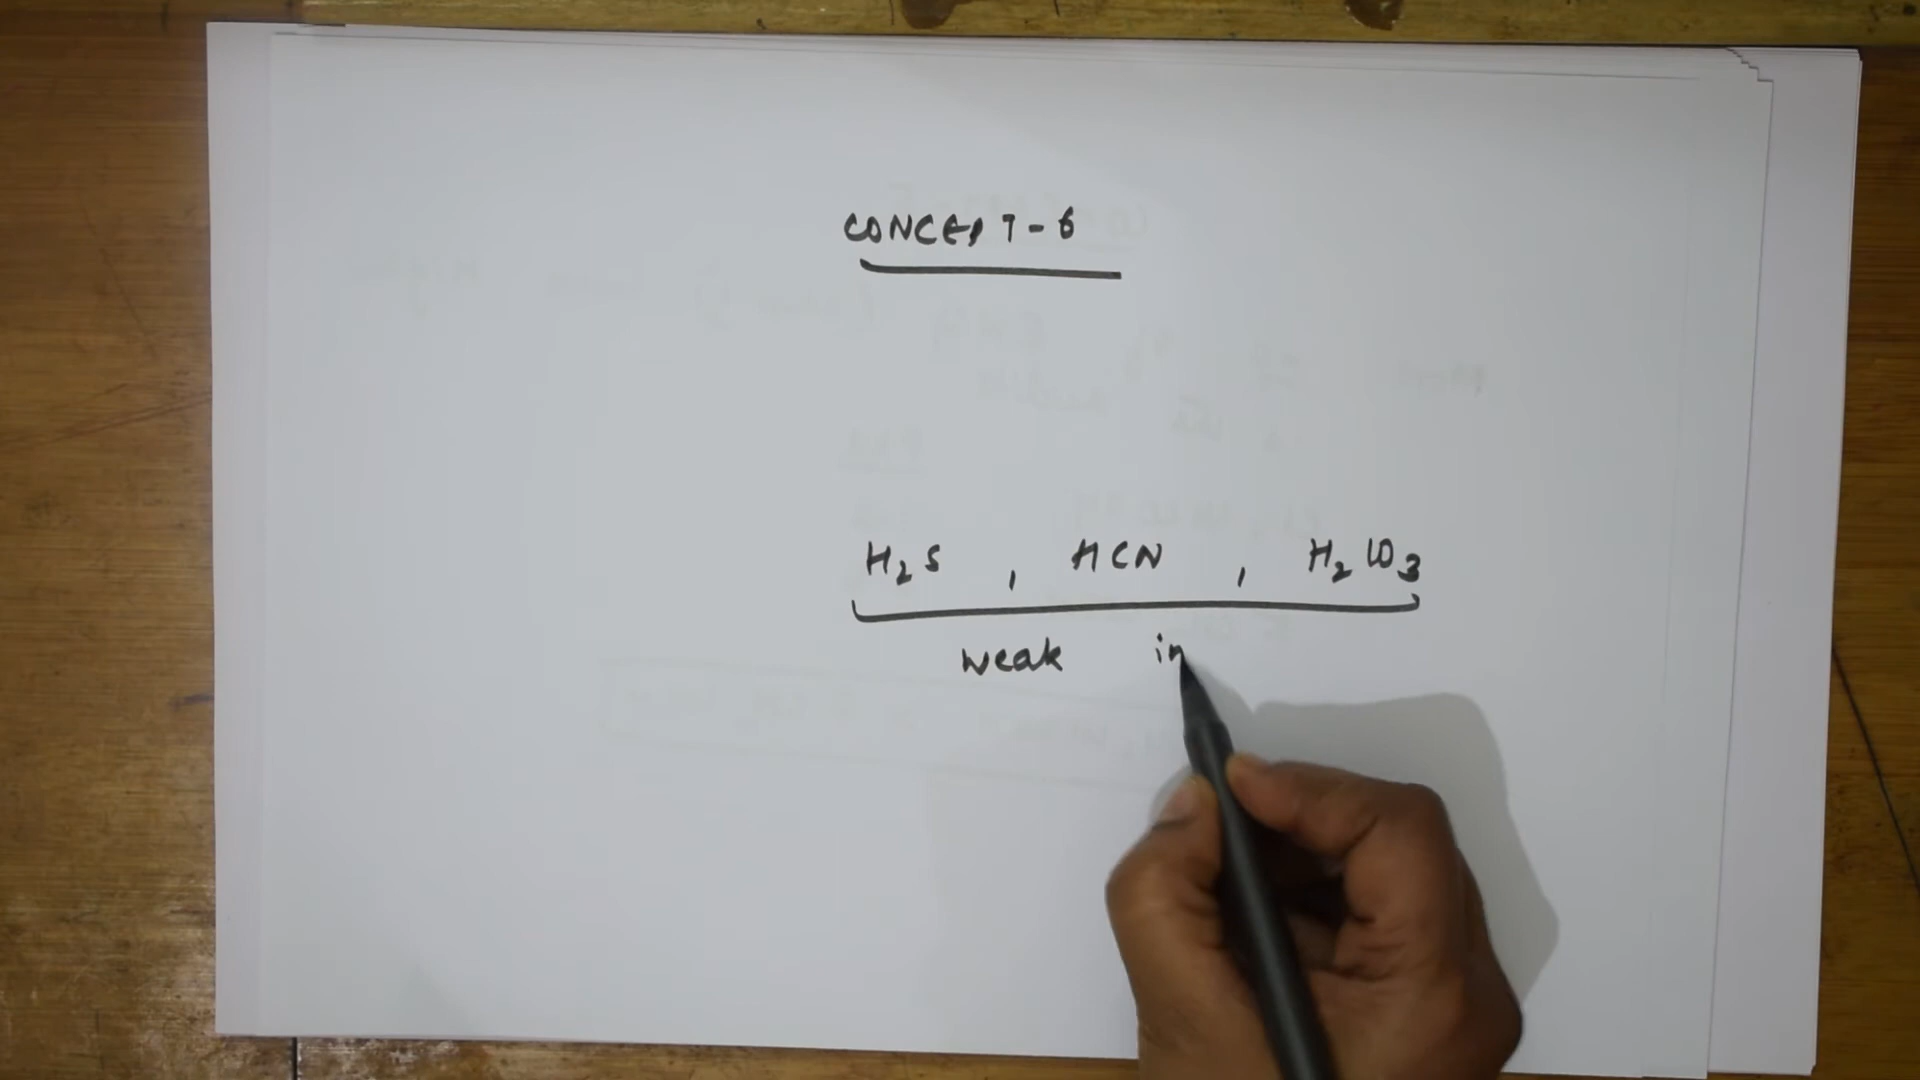 CONCEPT-6
H₂S , HCN , H₂CO₃
weak in